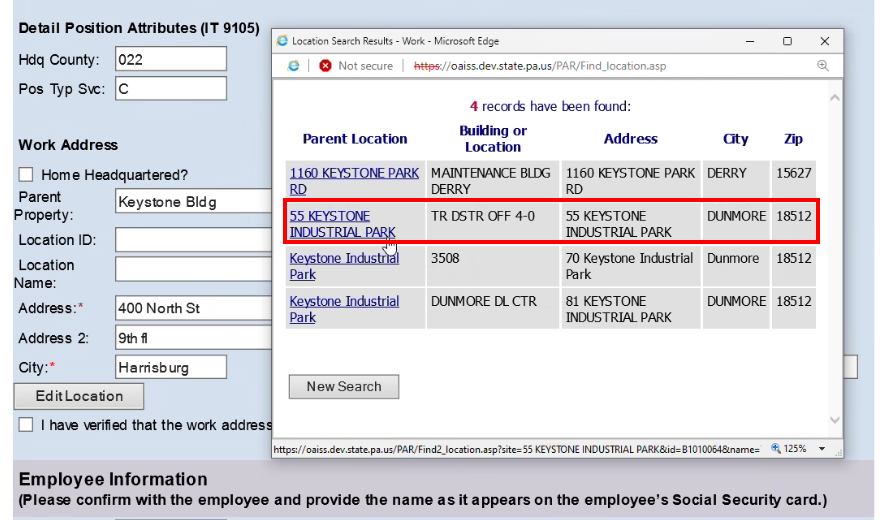 Detail Position Attributes (IT 9105)
Hdq County: 022
Pos Typ Svc: C
Work Address
Home Headquartered?
Parent
Property: Keystone Bldg
Location ID:
Location
Name:
Address:* 400 North St
Address 2: 9th fl
City:* Harrisburg
Edit Location
I have verified that the work address
Employee Information
(Please confirm with the employee and provide the name as it appears on the employee's Social Security card.)
Location Search Results - Work - Microsoft Edge
Not secure | https://oaiss.dev.state.pa.us/PAR/Find_location.asp
4 records have been found:
Parent Location Building or Location Address City Zip
1160 KEYSTONE PARK MAINTENANCE BLDG 1160 KEYSTONE PARK DERRY 15627
RD DERRY RD
55 KEYSTONE TR DSTR OFF 4-0 55 KEYSTONE DUNMORE 18512
INDUSTRIAL PARK INDUSTRIAL PARK
Keystone Industrial 3508 70 Keystone Industrial Dunmore 18512
Park Park
Keystone Industrial DUNMORE DL CTR 81 KEYSTONE DUNMORE 18512
Park INDUSTRIAL PARK
New Search
https://oaiss.dev.state.pa.us/PAR/Find2_location.asp?site=55 KEYSTONE INDUSTRIAL PARK&id=B1010064&name= 125%